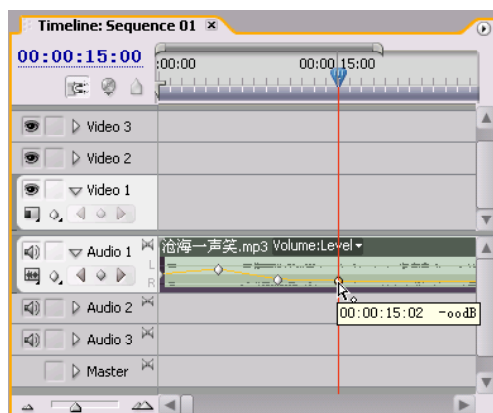 Timeline: Sequence 01 ×
00:00:15:00
:00:00 00:00:15:00
Video 3
Video 2
Video 1
Audio 1 沧海一声笑.mp3 Volume:Level
L
R
00:00:15:02 -oodB
Audio 2
Audio 3
Master